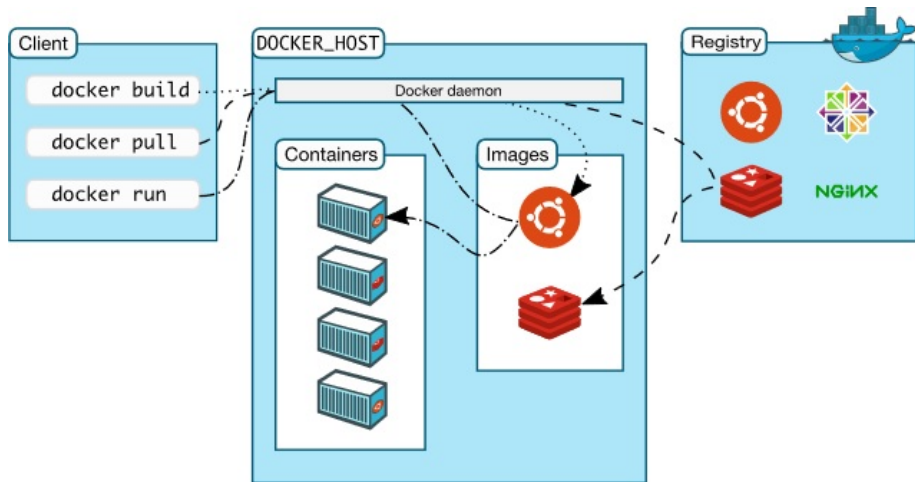 Client
docker build
docker pull
docker run
DOCKER_HOST
Docker daemon
Containers
Images
Registry
NGiNX